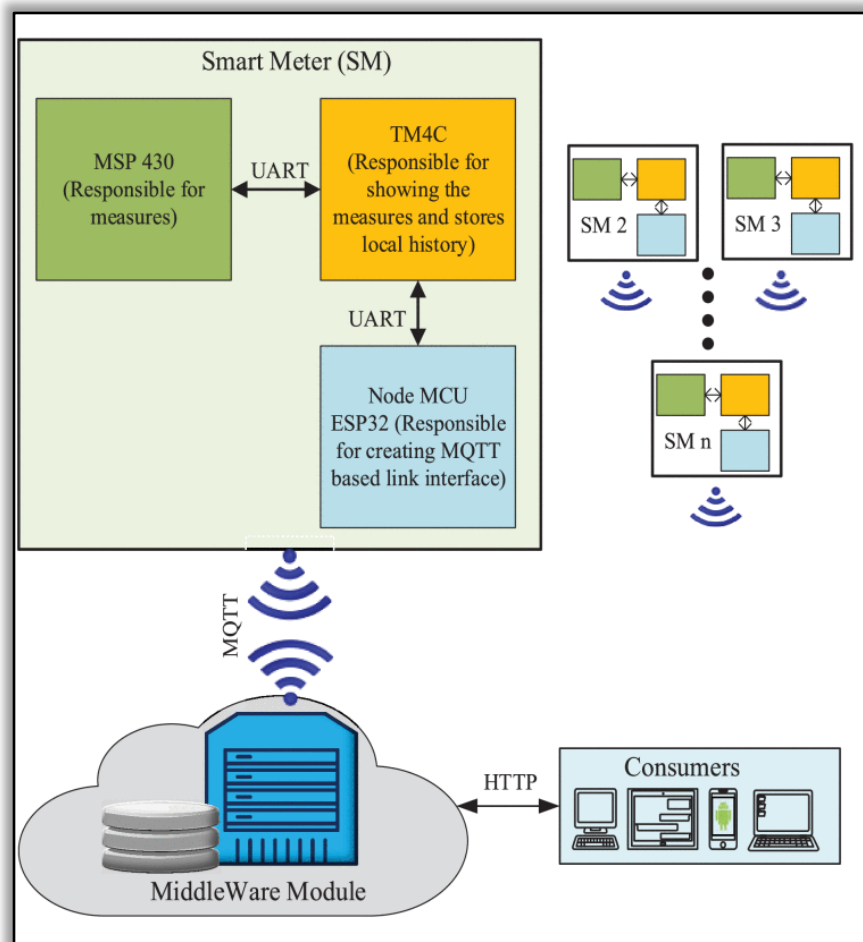 Smart Meter (SM)
MSP 430
(Responsible for
measures)
UART
TM4C
(Responsible for
showing the
measures and stores
local history)
UART
Node MCU
ESP32 (Responsible
for creating MQTT
based link interface)
SM 2
SM 3
SM n
MQTT
MiddleWare Module
HTTP
Consumers